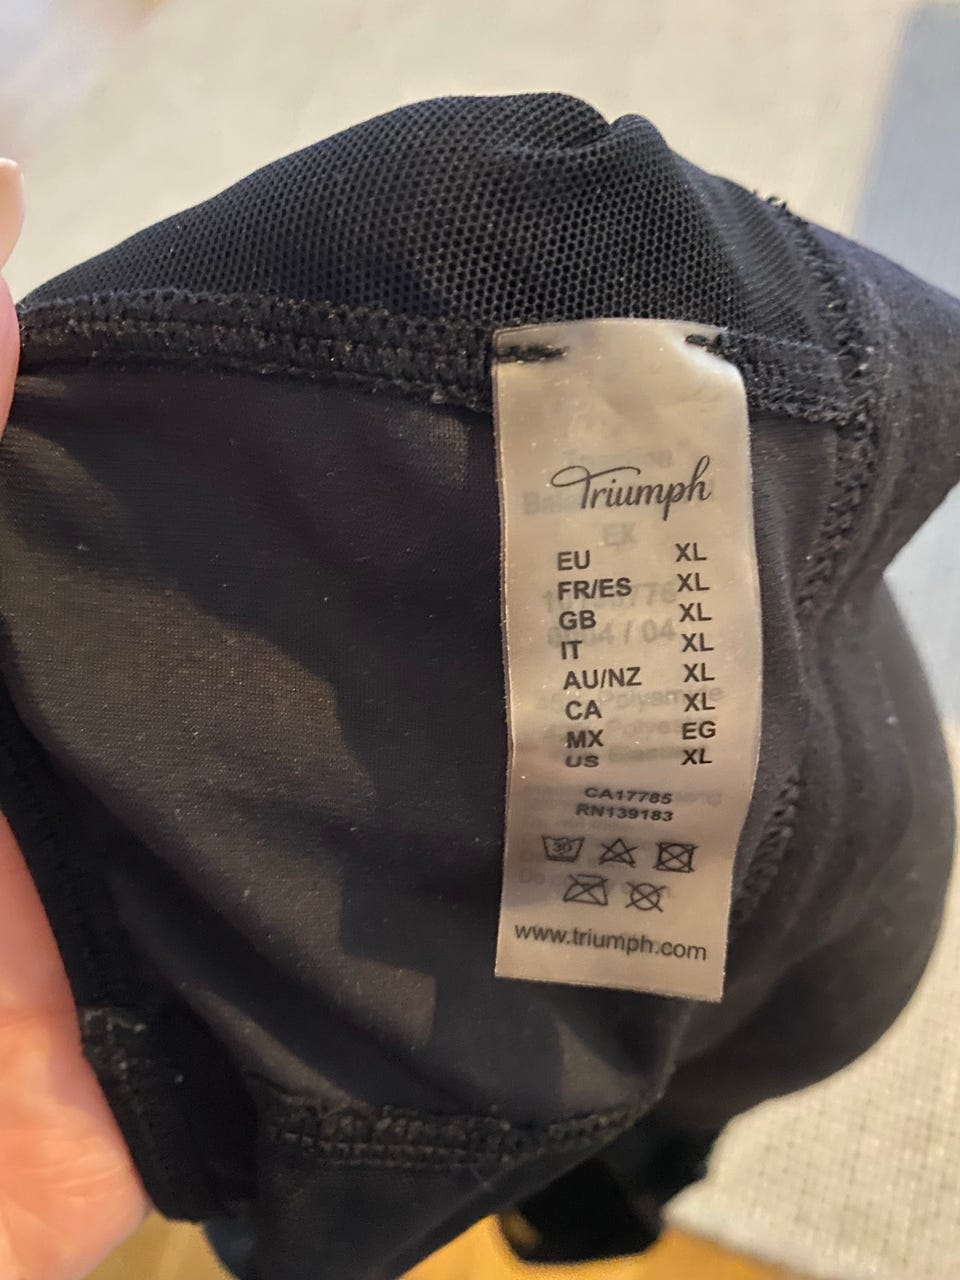 Triumph
EU XL
FR/ES XL
GB XL
IT XL
AU/NZ XL
CA XL
MX EG
US XL
CA17785
RN139183
30
www.triumph.com